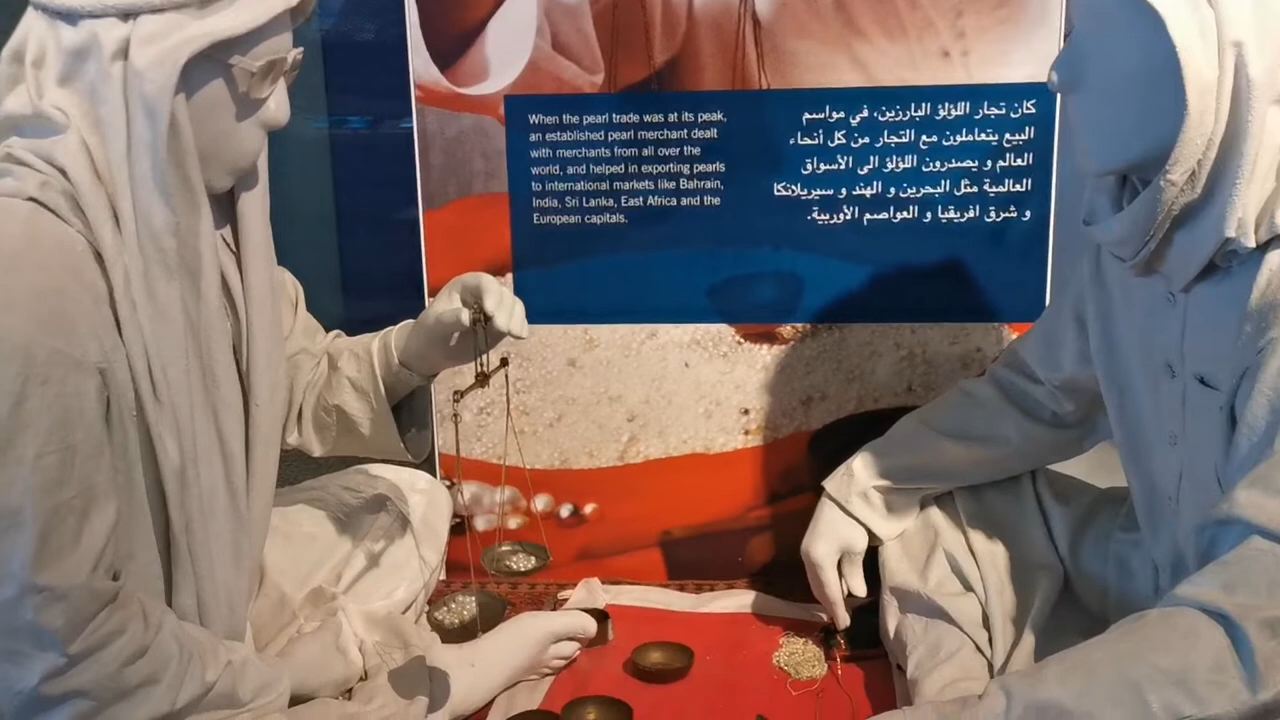 When the pearl trade was at its peak,
an established pearl merchant dealt
with merchants from all over the
world, and helped in exporting pearls
to international markets like Bahrain,
India, Sri Lanka, East Africa and the
European capitals.
كان تجار اللؤلؤ البارزين، في مواسم
البيع يتعاملون مع التجار من كل أنحاء
العالم و يصدرون اللؤلؤ الى الأسواق
العالمية مثل البحرين و الهند و سيريلانكا
و شرق افريقيا و العواصم الأوربية.